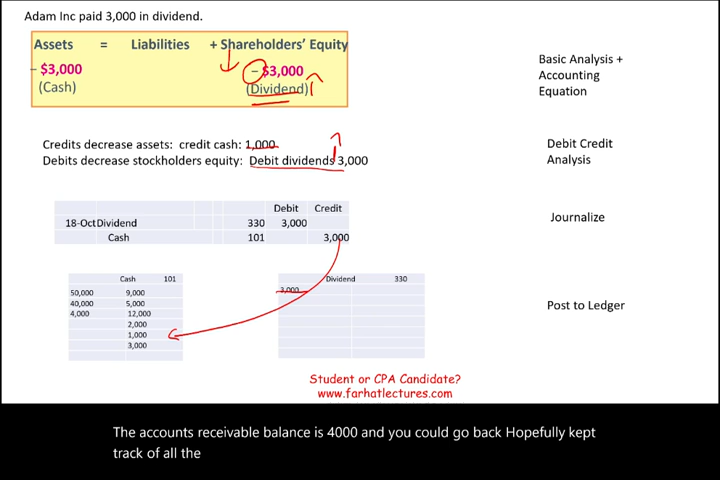 Adam Inc paid 3,000 in dividend.
Assets = Liabilities + Shareholders’ Equity
- $3,000 - $3,000
(Cash) (Dividend)
Basic Analysis +
Accounting
Equation
Credits decrease assets: credit cash: 1,000
Debits decrease stockholders equity: Debit dividends 3,000
Debit Credit
Analysis
Debit Credit
18-Oct Dividend 330 3,000
Cash 101 3,000
Journalize
Cash 101
50,000 9,000
40,000 5,000
4,000 12,000
2,000
1,000
3,000
Dividend 330
3,000
Post to Ledger
Student or CPA Candidate?
www.farhatlectures.com
The accounts receivable balance is 4000 and you could go back Hopefully kept
track of all the